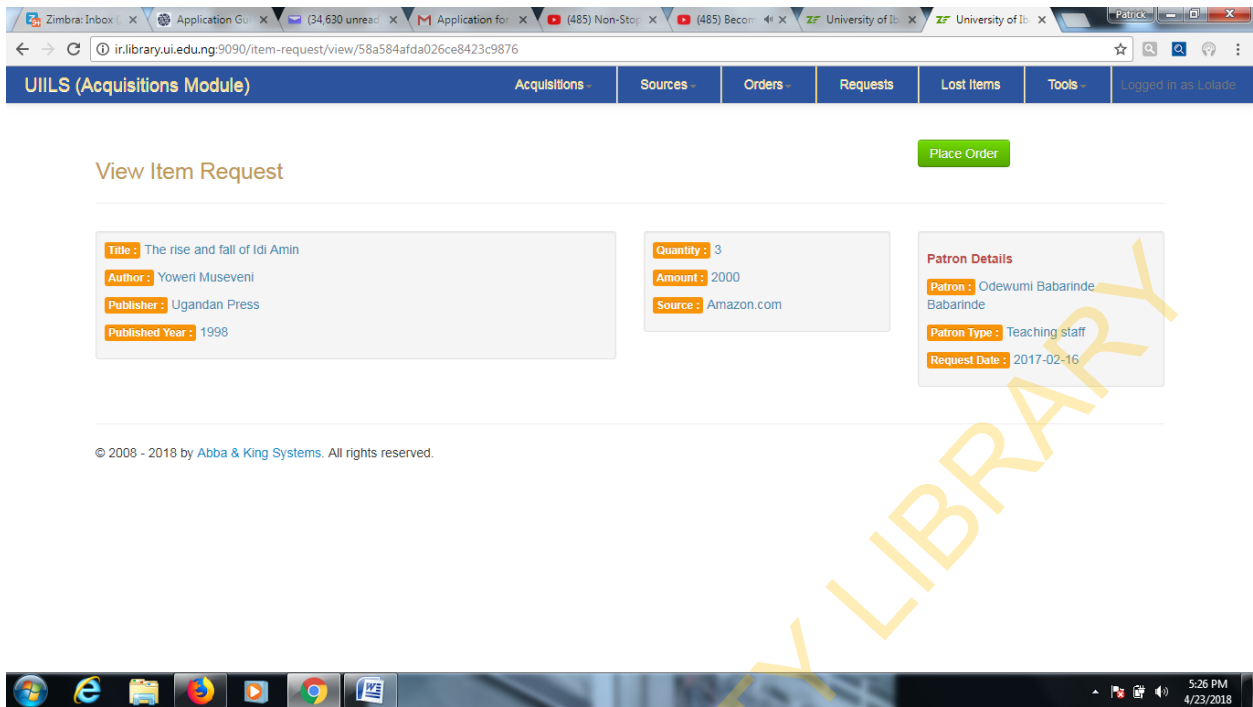 Zimbra: Inbox (
Application Gui
(34,630 unread
Application for
(485) Non-Stop
(485) Becom
University of Ib
University of Ib
Patrick
ir.library.ui.edu.ng:9090/item-request/view/58a584afda026ce8423c9876
UIILS (Acquisitions Module)
Acquisitions
Sources
Orders
Requests
Lost Items
Tools
Logged in as Lolade
View Item Request
Place Order
Title : The rise and fall of Idi Amin
Author : Yoweri Museveni
Publisher : Ugandan Press
Published Year : 1998
Quantity : 3
Amount : 2000
Source : Amazon.com
Patron Details
Patron : Odewumi Babarinde
Babarinde
Patron Type : Teaching staff
Request Date : 2017-02-16
© 2008 - 2018 by Abba & King Systems. All rights reserved.
Y LIBRARY
5:26 PM
4/23/2018